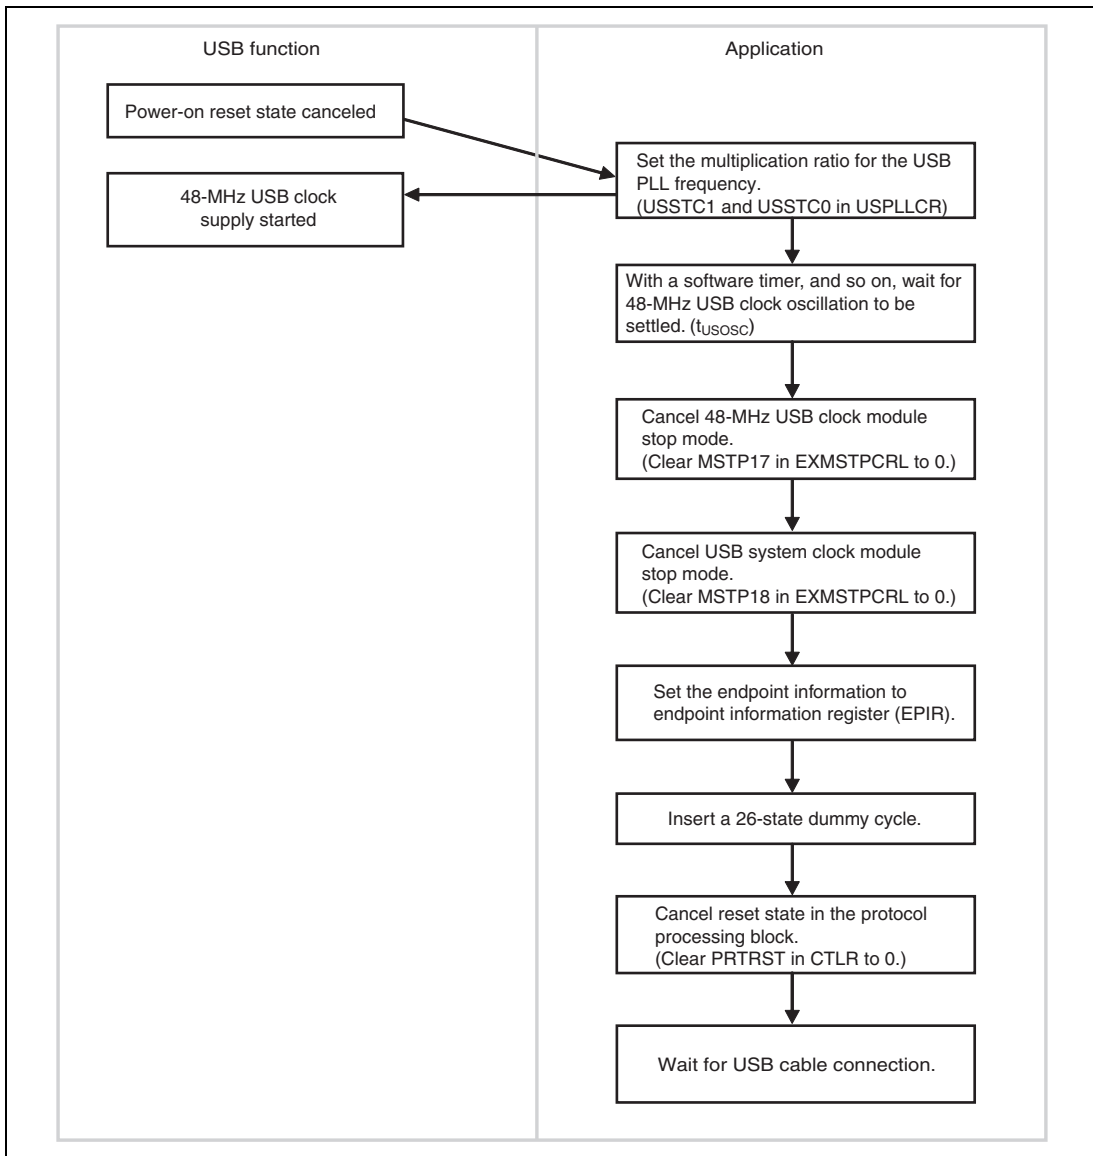 USB function
Application
Power-on reset state canceled
Set the multiplication ratio for the USB
PLL frequency.
(USSTC1 and USSTC0 in USPLLCR)
48-MHz USB clock
supply started
With a software timer, and so on, wait for
48-MHz USB clock oscillation to be
settled. (tUSOSC)
Cancel 48-MHz USB clock module
stop mode.
(Clear MSTP17 in EXMSTPCRL to 0.)
Cancel USB system clock module
stop mode.
(Clear MSTP18 in EXMSTPCRL to 0.)
Set the endpoint information to
endpoint information register (EPIR).
Insert a 26-state dummy cycle.
Cancel reset state in the protocol
processing block.
(Clear PRTRST in CTLR to 0.)
Wait for USB cable connection.